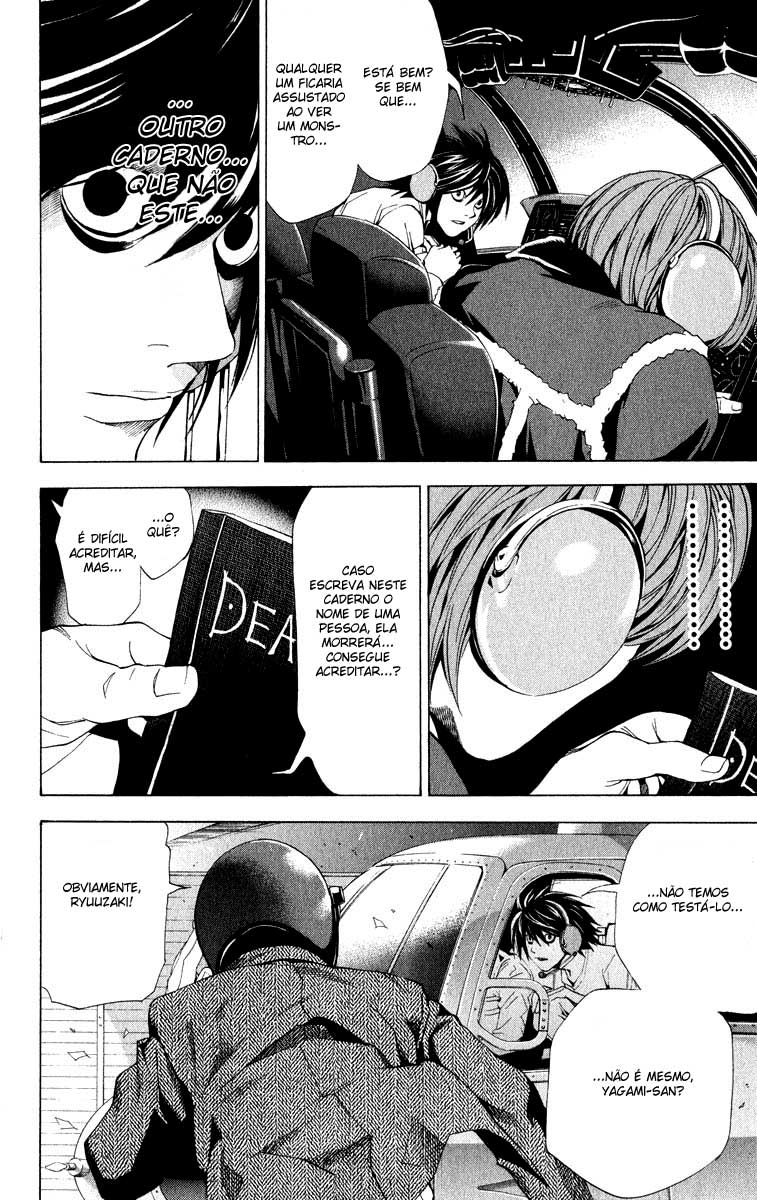 ESTÁ BEM?
SE BEM
QUE...
QUALQUER
UM FICARIA
ASSUSTADO
AO VER
UM MONS-
TRO...
...
OUTRO
CADERNO...
QUE NÃO
ESTE...
DE
CASO
ESCREVA NESTE
CADERNO O
NOME DE UMA
PESSOA, ELA
MORRERÁ...
CONSEGUE
ACREDITAR...?
...O
QUÊ?
É DIFÍCIL
ACREDITAR,
MAS...
DEA
...NÃO TEMOS
COMO TESTÁ-LO...
...NÃO É MESMO,
YAGAMI-SAN?
OBVIAMENTE,
RYUUZAKI!